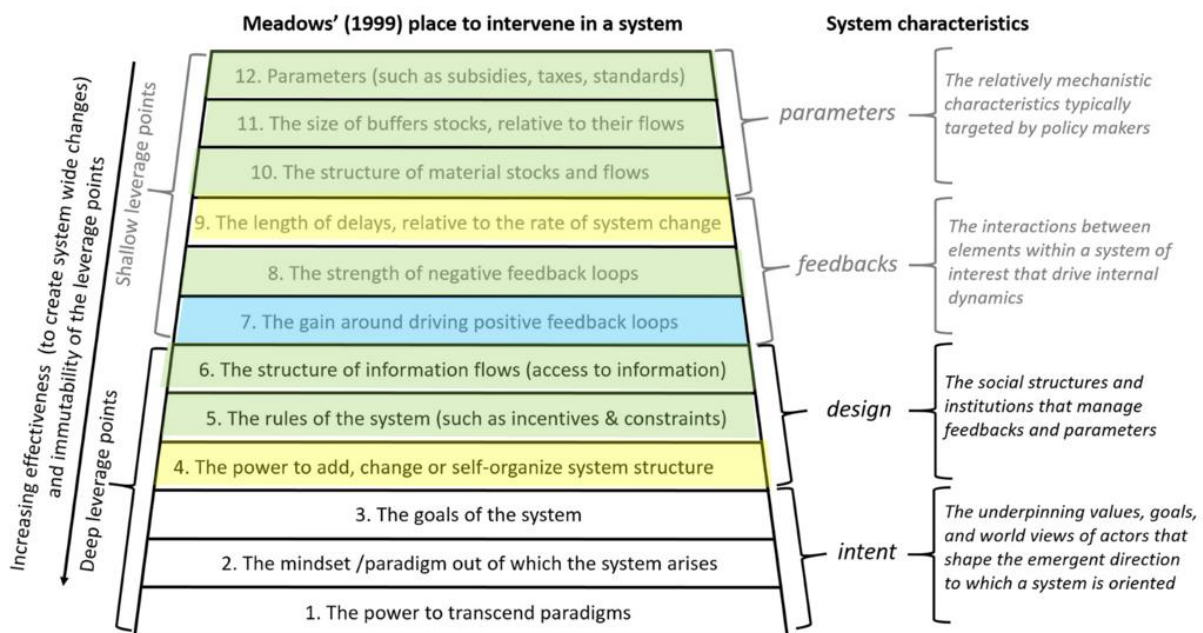 Meadows' (1999) place to intervene in a system
System characteristics
Increasing effectiveness (to create system wide changes)
and immutability of the leverage points
Shallow leverage points
Deep leverage points
12. Parameters (such as subsidies, taxes, standards)
11. The size of buffers stocks, relative to their flows
10. The structure of material stocks and flows
9. The length of delays, relative to the rate of system change
8. The strength of negative feedback loops
7. The gain around driving positive feedback loops
6. The structure of information flows (access to information)
5. The rules of the system (such as incentives & constraints)
4. The power to add, change or self-organize system structure
3. The goals of the system
2. The mindset /paradigm out of which the system arises
1. The power to transcend paradigms
parameters
The relatively mechanistic
characteristics typically
targeted by policy makers
feedbacks
The interactions between
elements within a system of
interest that drive internal
dynamics
design
The social structures and
institutions that manage
feedbacks and parameters
intent
The underpinning values, goals,
and world views of actors that
shape the emergent direction
to which a system is oriented